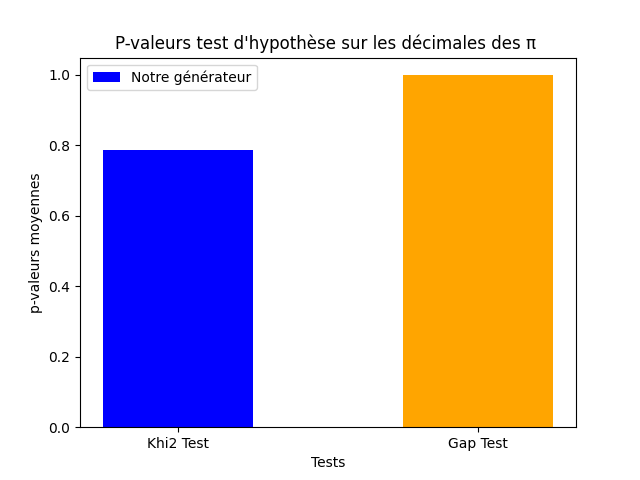 P-valeurs test d'hypothèse sur les décimales des π
Notre générateur
p-valeurs moyennes
1.0
0.8
0.6
0.4
0.2
0.0
Khi2 Test
Gap Test
Tests